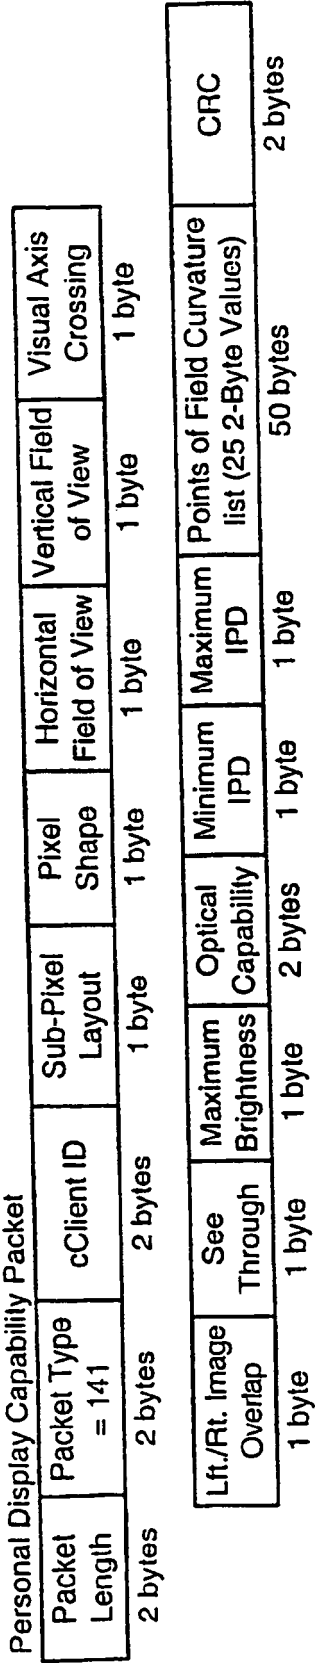 Personal Display Capability Packet
Packet
Length
Packet Type
= 141
cClient ID
Sub-Pixel
Layout
Pixel
Shape
Horizontal
Field of View
Vertical Field
of View
Visual Axis
Crossing
2 bytes
2 bytes
2 bytes
1 byte
1 byte
1 byte
1 byte
1 byte
Lft./Rt. Image
Overlap
See
Through
Maximum
Brightness
Optical
Capability
Minimum
IPD
Maximum
IPD
Points of Field Curvature
list (25 2-Byte Values)
CRC
1 byte
1 byte
1 byte
2 bytes
1 byte
1 byte
50 bytes
2 bytes